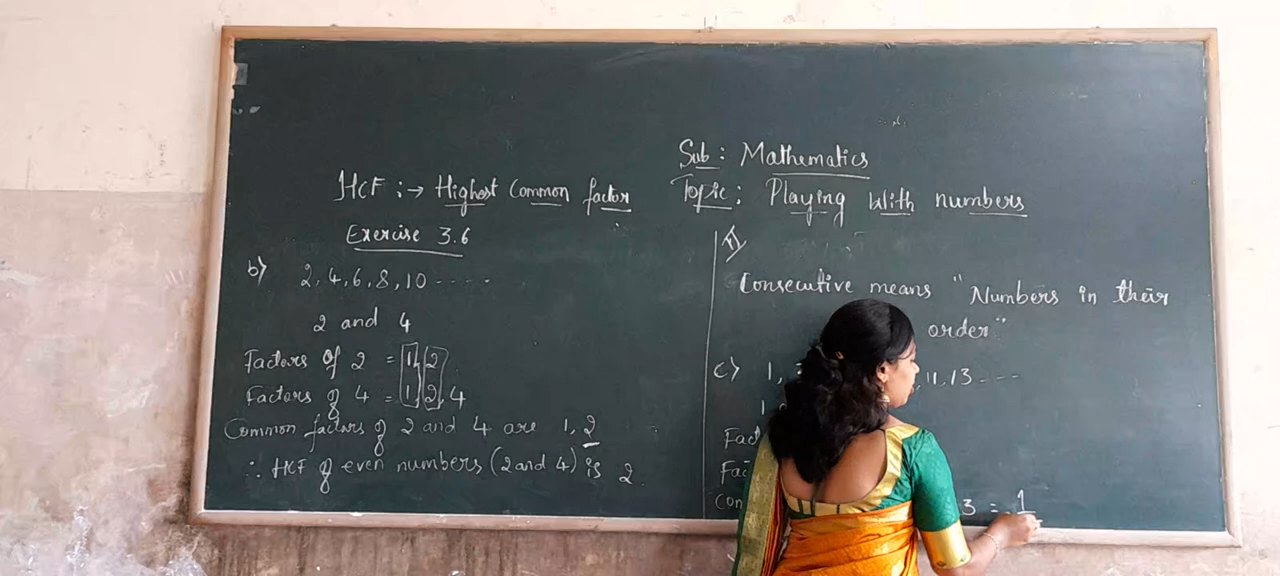 Sub: Mathematics
HCF :→ Highest Common factor
Topic: Playing With numbers
Exercise 3.6
b) 2, 4, 6, 8, 10 -----
2 and 4
Factors of 2 = 1, 2
Factors of 4 = 1, 2, 4
Common factors of 2 and 4 are 1, 2
∴ HCF of even numbers (2 and 4) is 2.
Consecutive means "Numbers in their
order"
c) 1,
, 11, 13 ----
1
3 = 1